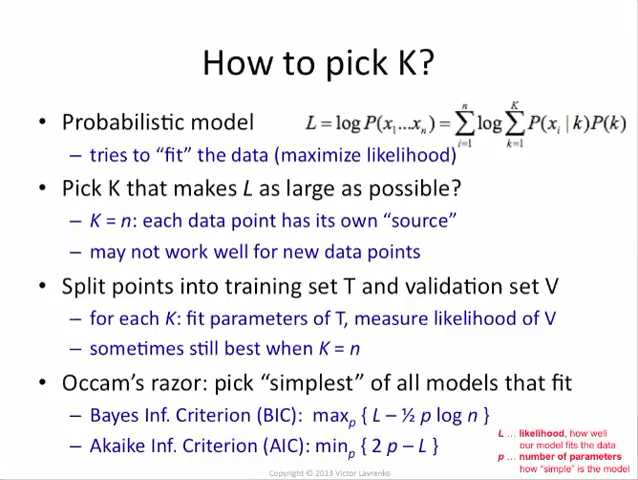 How to pick K?
• Probabilistic model
L = log P(x₁...xₙ) = ∑ᵢ₌₁ⁿ log ∑ₖ₌₁ᴷ P(xᵢ | k)P(k)
– tries to “fit” the data (maximize likelihood)
• Pick K that makes L as large as possible?
– K = n: each data point has its own “source”
– may not work well for new data points
• Split points into training set T and validation set V
– for each K: fit parameters of T, measure likelihood of V
– sometimes still best when K = n
• Occam’s razor: pick “simplest” of all models that fit
– Bayes Inf. Criterion (BIC): maxₚ { L – ½ p log n }
– Akaike Inf. Criterion (AIC): minₚ { 2 p – L }
L ... likelihood, how well
our model fits the data
p ... number of parameters
how “simple” is the model
Copyright © 2013 Victor Lavrenko